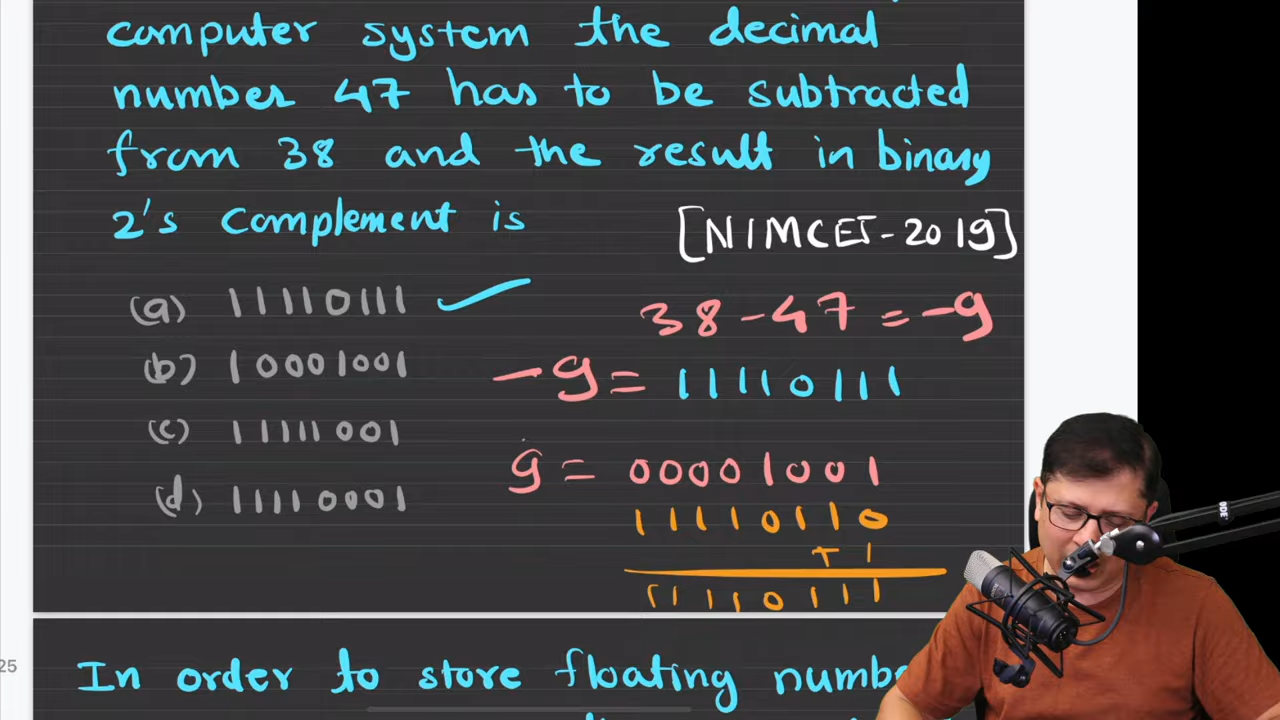 computer system the decimal
number 47 has to be subtracted
from 38 and the result in binary
2's complement is
[NIMCET-2019]
(a) 11110111
(b) 10001001
(c) 11111001
(d) 11110001
38-47=-9
-9= 11110111
9= 00001001
11110110
+1
11110111
25
In order to store floating